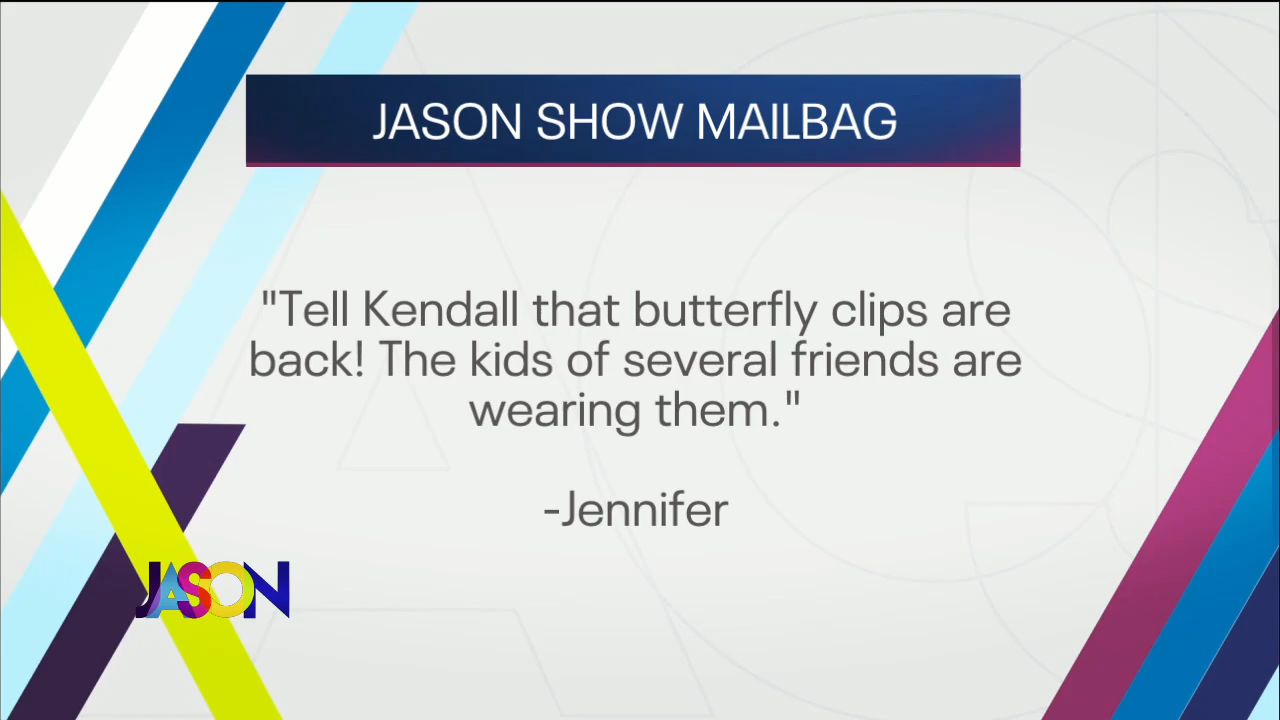 JASON SHOW MAILBAG
"Tell Kendall that butterfly clips are
back! The kids of several friends are
wearing them."
-Jennifer
JASON